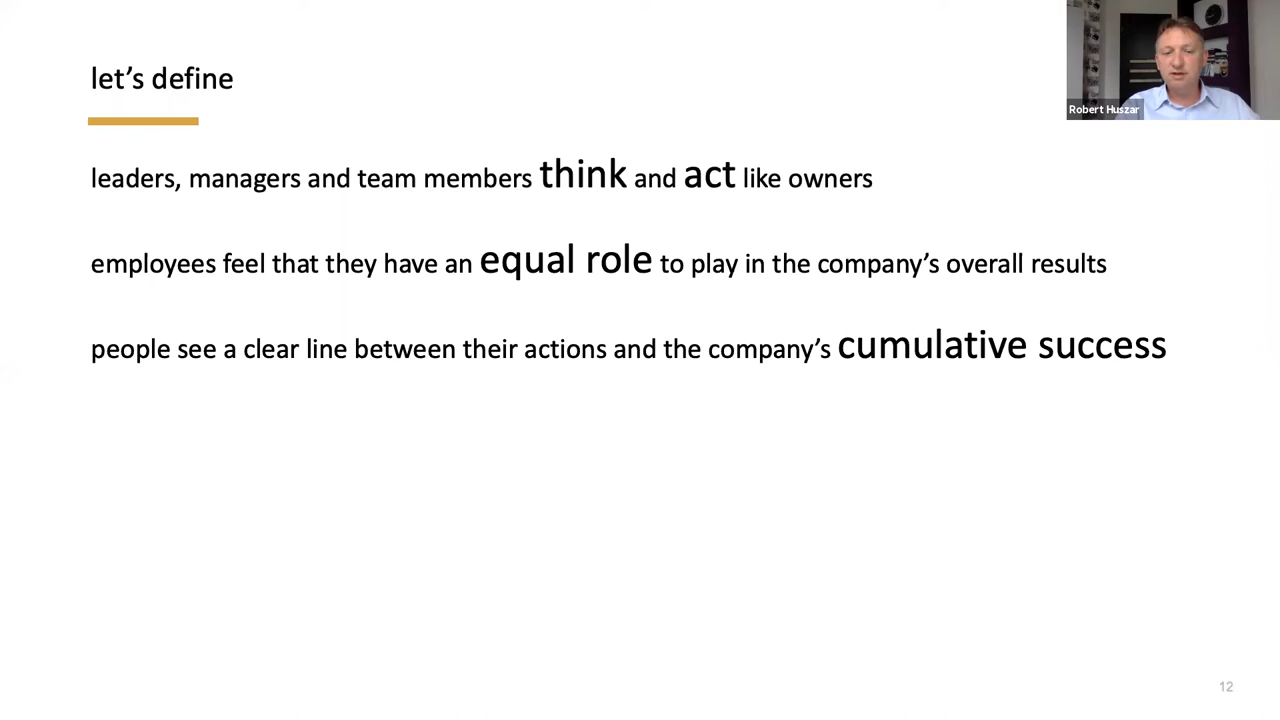 let’s define
Robert Huszar
leaders, managers and team members think and act like owners
employees feel that they have an equal role to play in the company’s overall results
people see a clear line between their actions and the company’s cumulative success
12